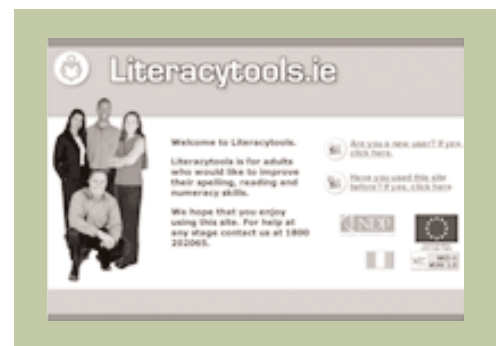 Literacytools.ie
Welcome to Literacytools.
Literacytools is for adults
who would like to improve
their spelling, reading and
numeracy skills.
We hope that you enjoy
using this site. For help at
any stage contact us at 1800
202065.
Are you a new user? If yes,
click here.
Have you used this site
before? If yes, click here
NDP